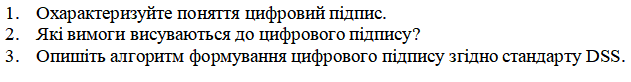 1. Охарактеризуйте поняття цифровий підпис.
2. Які вимоги висуваються до цифрового підпису?
3. Опишіть алгоритм формування цифрового підпису згідно стандарту DSS.